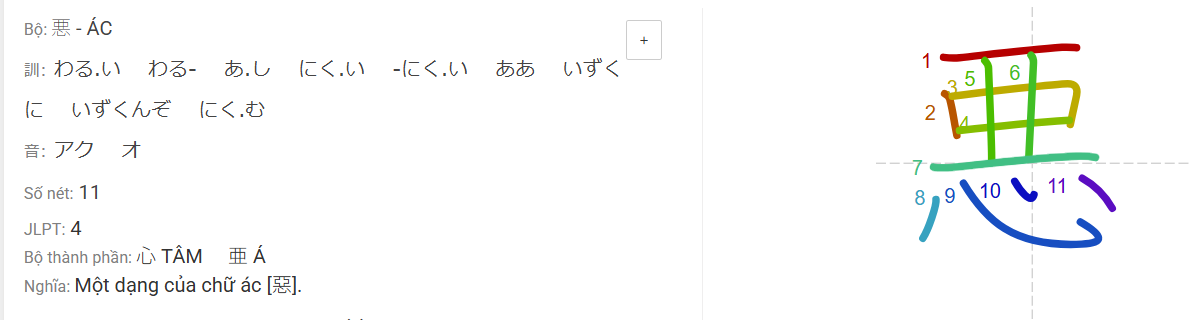 Bộ: 悪 - ÁC
+
訓: わる.い わる- あ.し にく.い -にく.い ああ いずく
に いずくんぞ にく.む
音: アク オ
Số nét: 11
JLPT: 4
Bộ thành phần: 心 TÂM 亜 Á
Nghĩa: Một dạng của chữ ác [惡].
悪
1
2
3
4
5
6
7
8
9
10
11